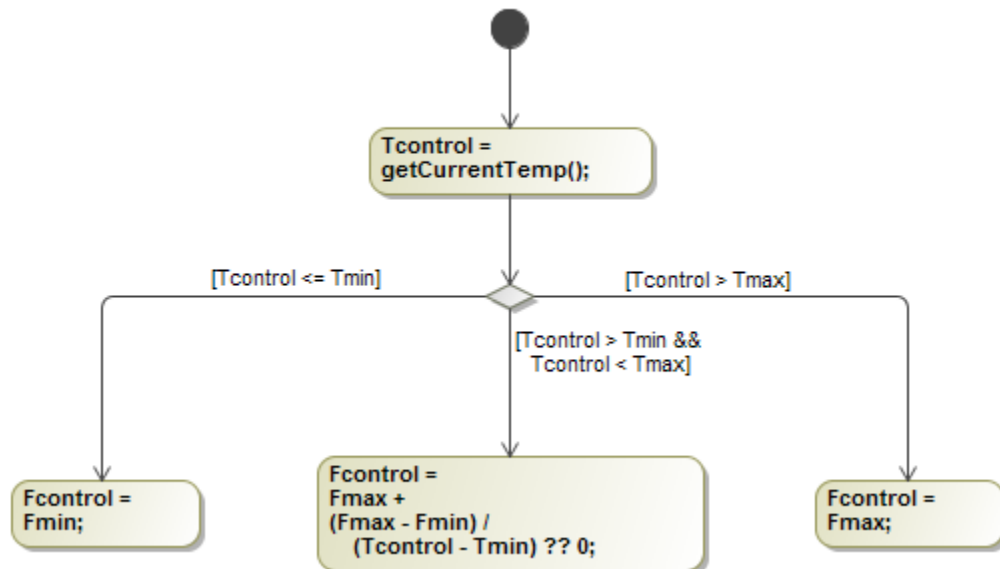 Tcontrol =
getCurrentTemp();
[Tcontrol <= Tmin]
[Tcontrol > Tmax]
[Tcontrol > Tmin &&
Tcontrol < Tmax]
Fcontrol =
Fmin;
Fcontrol =
Fmax +
(Fmax - Fmin) /
(Tcontrol - Tmin) ?? 0;
Fcontrol =
Fmax;